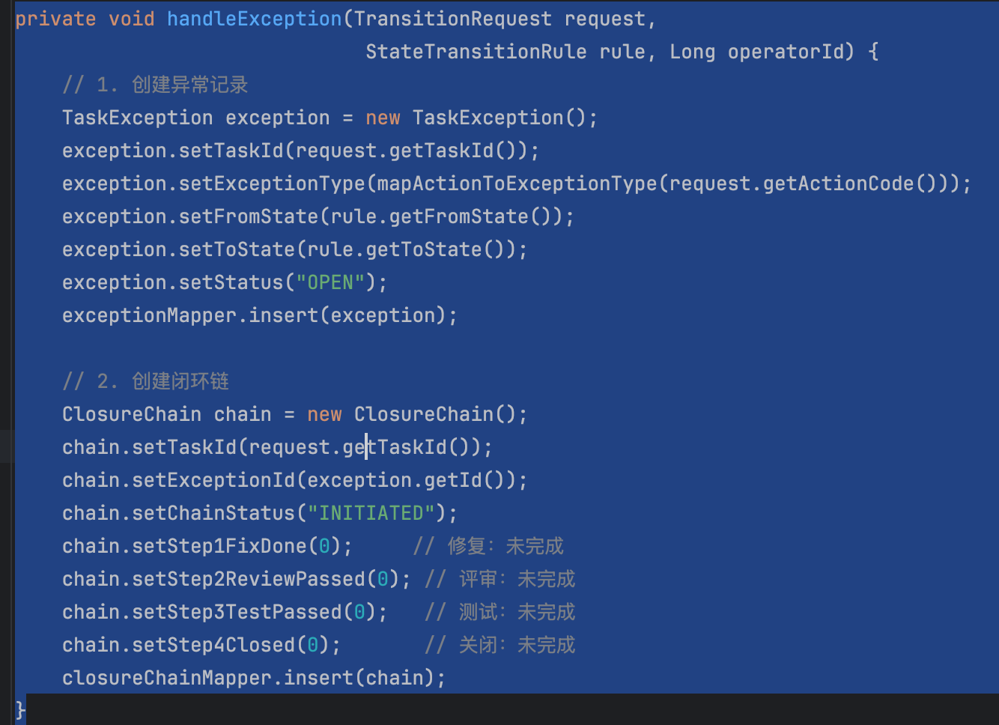 private void handleException(TransitionRequest request,
                              StateTransitionRule rule, Long operatorId) {
    // 1. 创建异常记录
    TaskException exception = new TaskException();
    exception.setTaskId(request.getTaskId());
    exception.setExceptionType(mapActionToExceptionType(request.getActionCode()));
    exception.setFromState(rule.getFromState());
    exception.setToState(rule.getToState());
    exception.setStatus("OPEN");
    exceptionMapper.insert(exception);

    // 2. 创建闭环链
    ClosureChain chain = new ClosureChain();
    chain.setTaskId(request.getTaskId());
    chain.setExceptionId(exception.getId());
    chain.setChainStatus("INITIATED");
    chain.setStep1FixDone(0);     // 修复：未完成
    chain.setStep2ReviewPassed(0); // 评审：未完成
    chain.setStep3TestPassed(0);   // 测试：未完成
    chain.setStep4Closed(0);       // 关闭：未完成
    closureChainMapper.insert(chain);
}